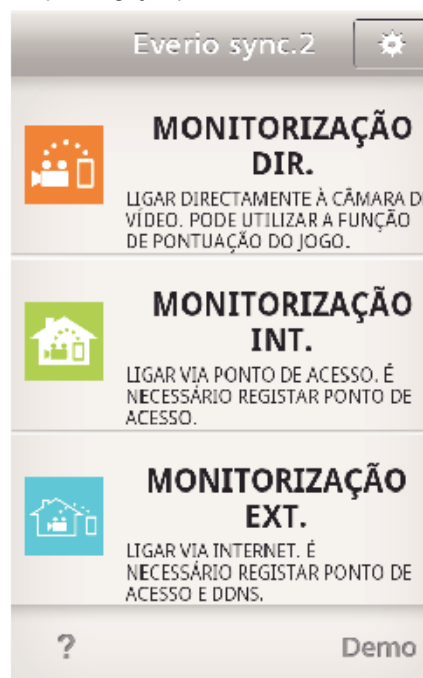 Everio sync.2
MONITORIZAÇÃO
DIR.
LIGAR DIRECTAMENTE À CÂMARA D
VÍDEO. PODE UTILIZAR A FUNÇÃO
DE PONTUAÇÃO DO JOGO.
MONITORIZAÇÃO
INT.
LIGAR VIA PONTO DE ACESSO. É
NECESSÁRIO REGISTAR PONTO DE
ACESSO.
MONITORIZAÇÃO
EXT.
LIGAR VIA INTERNET. É
NECESSÁRIO REGISTAR PONTO DE
ACESSO E DDNS.
? Demo